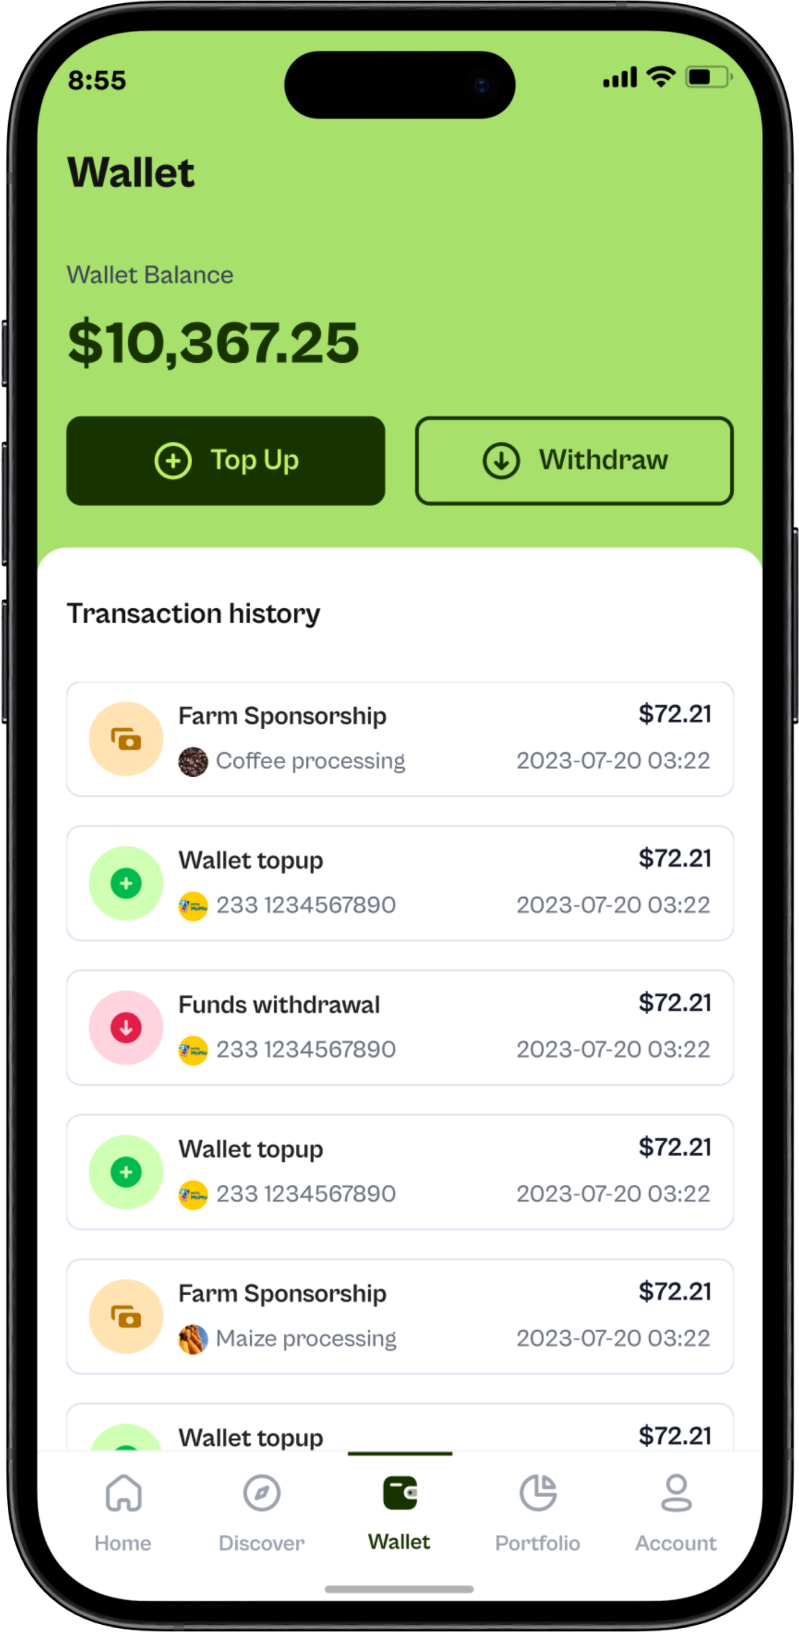 8:55
Wallet
Wallet Balance
$10,367.25
Top Up
Withdraw
Transaction history
Farm Sponsorship $72.21
Coffee processing 2023-07-20 03:22
Wallet topup $72.21
MoMo 233 1234567890 2023-07-20 03:22
Funds withdrawal $72.21
MoMo 233 1234567890 2023-07-20 03:22
Wallet topup $72.21
MoMo 233 1234567890 2023-07-20 03:22
Farm Sponsorship $72.21
Maize processing 2023-07-20 03:22
Wallet topup $72.21
Home Discover Wallet Portfolio Account